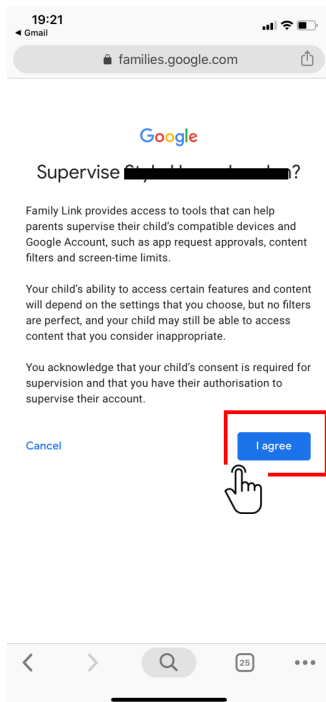 19:21
◀ Gmail
families.google.com
Google
Supervise ?
Family Link provides access to tools that can help
parents supervise their child's compatible devices and
Google Account, such as app request approvals, content
filters and screen-time limits.
Your child's ability to access certain features and content
will depend on the settings that you choose, but no filters
are perfect, and your child may still be able to access
content that you consider inappropriate.
You acknowledge that your child's consent is required for
supervision and that you have their authorisation to
supervise their account.
Cancel
I agree
25